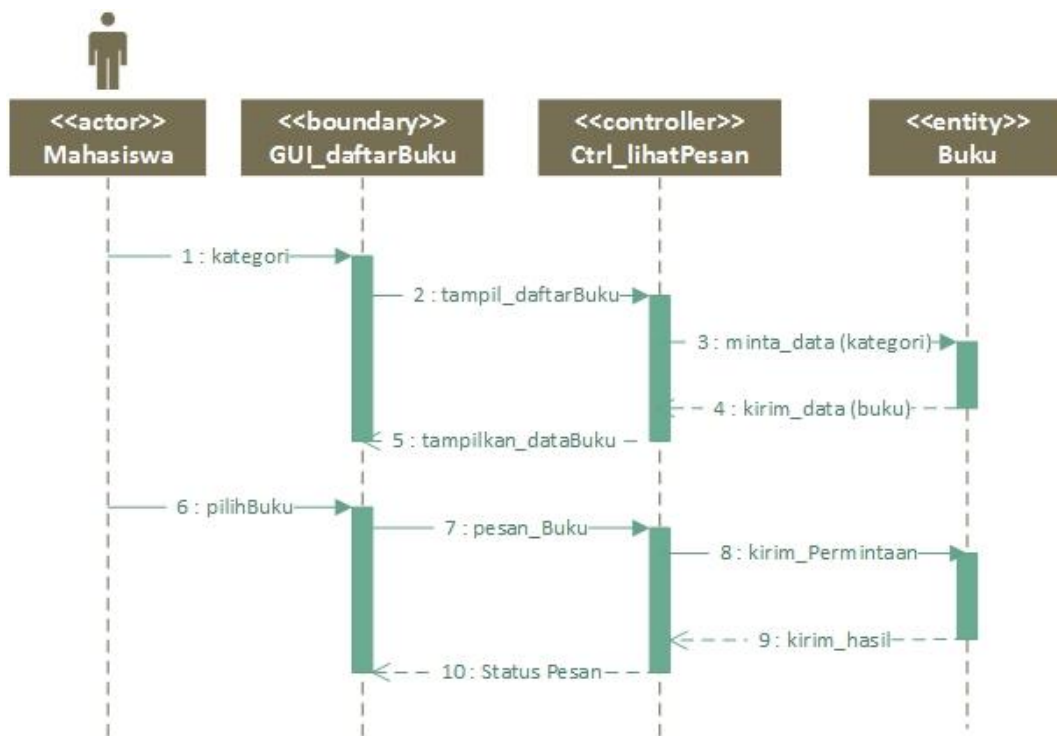 <<actor>>
Mahasiswa
<<boundary>>
GUI_daftarBuku
<<controller>>
Ctrl_lihatPesan
<<entity>>
Buku
1 : kategori
2 : tampil_daftarBuku
3 : minta_data (kategori)
4 : kirim_data (buku)
5 : tampilkan_dataBuku
6 : pilihBuku
7 : pesan_Buku
8 : kirim_Permintaan
9 : kirim_hasil
10 : Status Pesan